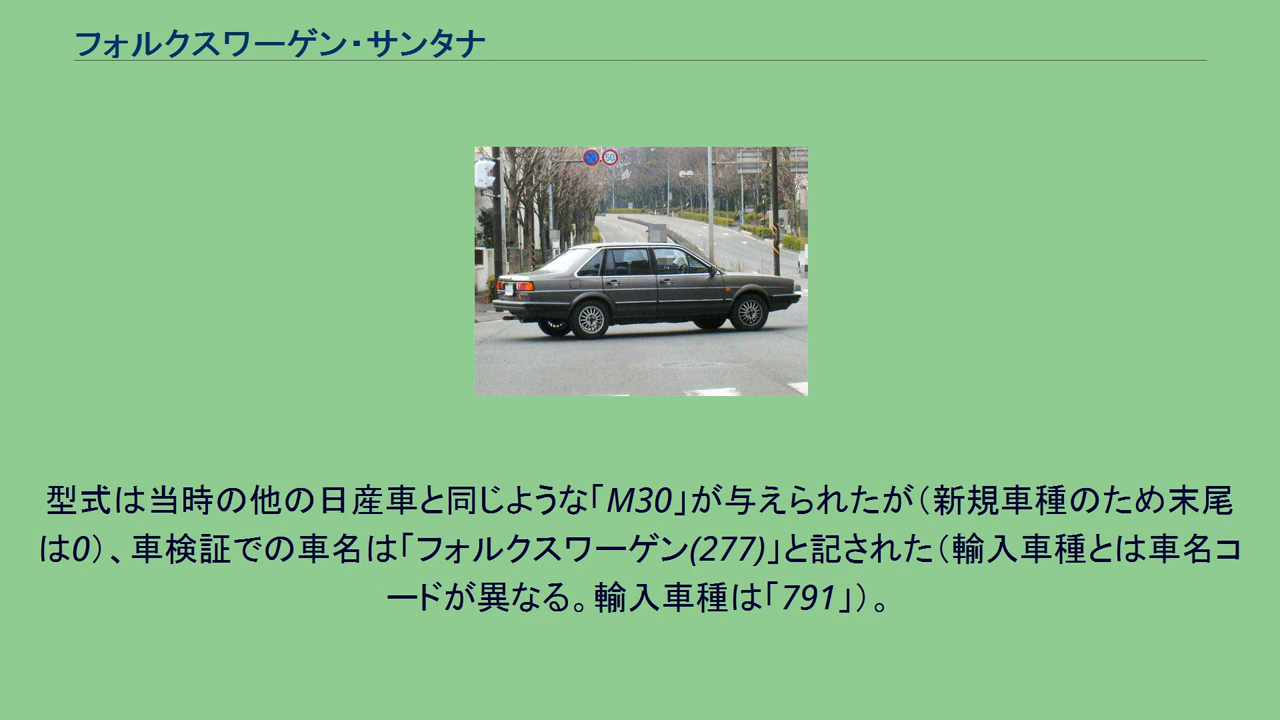 フォルクスワーゲン・サンタナ
50
型式は当時の他の日産車と同じような「M30」が与えられたが（新規車種のため末尾
は0）、車検証での車名は「フォルクスワーゲン(277)」と記された（輸入車種とは車名コ
ードが異なる。輸入車種は「791」）。